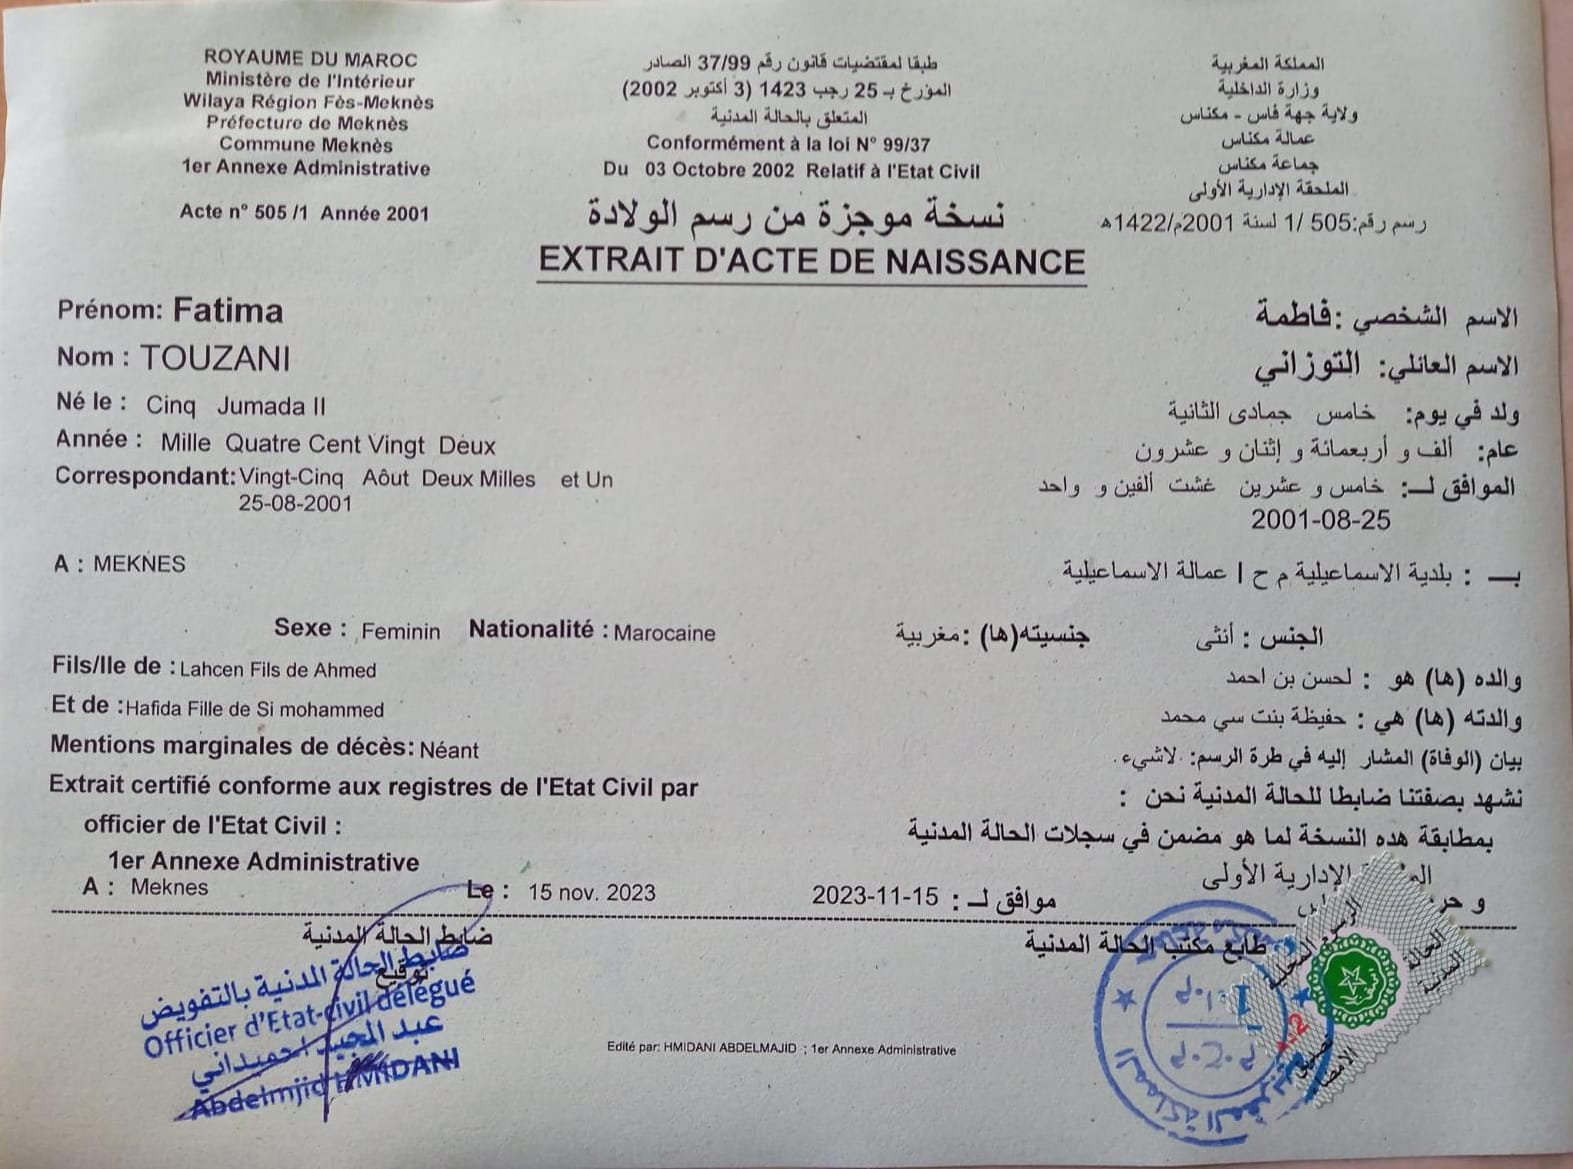 ROYAUME DU MAROC
Ministère de l'Intérieur
Wilaya Région Fès-Meknès
Préfecture de Meknès
Commune Meknès
1er Annexe Administrative
Acte n° 505 /1 Année 2001
طبقا لمقتضيات قانون رقم 37/99 الصادر
المؤرخ بـ 25 رجب 1423 (3 أكتوبر 2002)
المتعلق بالحالة المدنية
Conformément à la loi N° 99/37
Du 03 Octobre 2002 Relatif à l'Etat Civil
المملكة المغربية
وزارة الداخلية
ولاية جهة فاس - مكناس
عمالة مكناس
جماعة مكناس
الملحقة الإدارية الأولى
رسم رقم:505 /1 لسنة 2001م/1422ه
نسخة موجزة من رسم الولادة
EXTRAIT D'ACTE DE NAISSANCE
Prénom: Fatima
الاسم الشخصي :فاطمة
Nom : TOUZANI
الاسم العائلي: التوزاني
Né le : Cinq Jumada II
ولد في يوم: خامس جمادى الثانية
Année : Mille Quatre Cent Vingt Deux
عام: ألف و أربعمائة و إثنان و عشرون
Correspondant: Vingt-Cinq Aôut Deux Milles et Un
الموافق لـ: خامس و عشرين غشت ألفين و واحد
25-08-2001
2001-08-25
A : MEKNES
بـ : بلدية الاسماعيلية م ح ا عمالة الاسماعيلية
Sexe : Feminin Nationalité : Marocaine
الجنس : أنثى جنسيته(ها) :مغربية
Fils/lle de : Lahcen Fils de Ahmed
والده (ها) هو : لحسن بن احمد
Et de : Hafida Fille de Si mohammed
والدته (ها) هي : حفيظة بنت سي محمد
Mentions marginales de décès: Néant
بيان (الوفاة) المشار إليه في طرة الرسم: لاشيء.
Extrait certifié conforme aux registres de l'Etat Civil par
نشهد بصفتنا ضابطا للحالة المدنية نحن :
officier de l'Etat Civil :
بمطابقة هده النسخة لما هو مضمن في سجلات الحالة المدنية
1er Annexe Administrative
الإدارية الأولى
A : Meknes Le : 15 nov. 2023
موافق لـ : 15-11-2023
ضابط الحالة المدنية
توقيع
طابع مكتب الحالة المدنية
ضابط الحالة المدنية بالتفويض
Officier d'Etat-civil délégué
عبد المجيد احميداني
Abdelmjid HMIDANI
Edité par: HMIDANI ABDELMAJID ; 1er Annexe Administrative
الحالة
المدنية